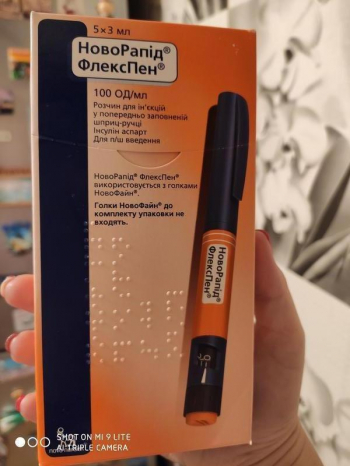 5×3 мл
НовоРапід®
ФлексПен®
100 ОД/мл
Розчин для ін'єкцій
у попередньо заповненій
шприц-ручці
Інсулін аспарт
Для п/ш введення
НовоРапід® ФлексПен®
використовується з голками
НовоФайн®.
Голки НовоФайн® до
комплекту упаковки не
входять.
НовоРапід®
ФлексПен®
SHOT ON MI 9 LITE
AI TRIPLE CAMERA